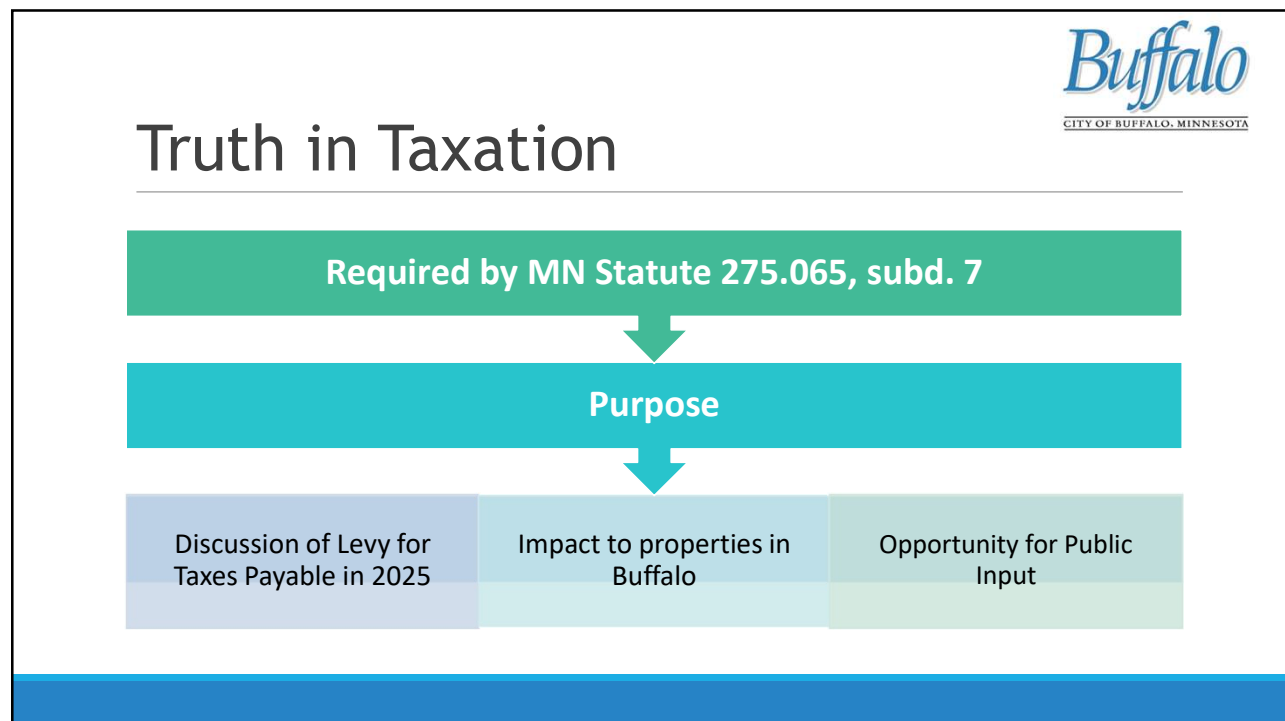 Buffalo
CITY OF BUFFALO, MINNESOTA
Truth in Taxation
Required by MN Statute 275.065, subd. 7
Purpose
Discussion of Levy for
Taxes Payable in 2025
Impact to properties in
Buffalo
Opportunity for Public
Input